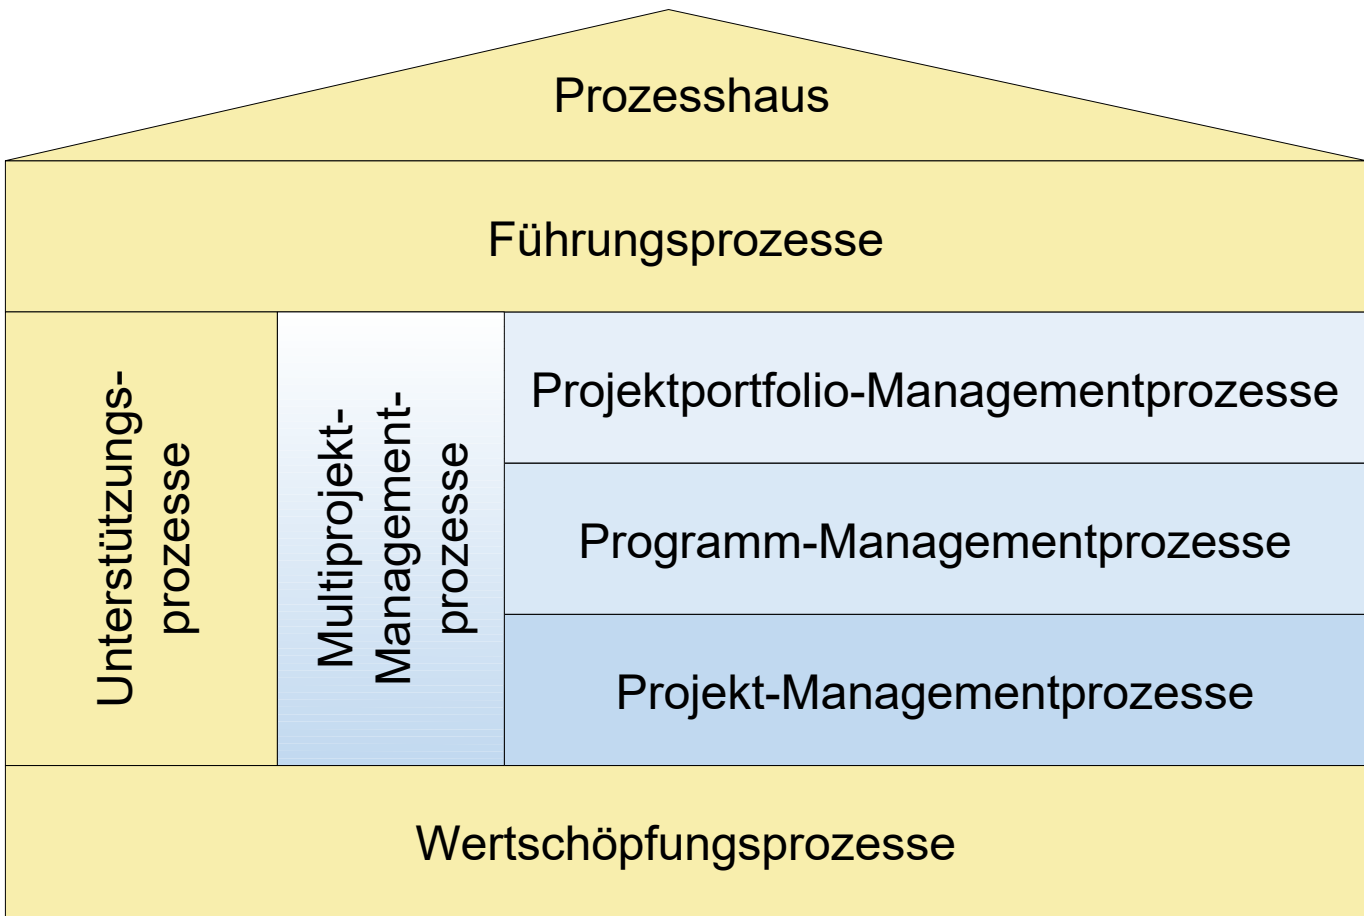 Prozesshaus
Führungsprozesse
Unterstützungs-
prozesse
Multiprojekt-
Management-
prozesse
Projektportfolio-Managementprozesse
Programm-Managementprozesse
Projekt-Managementprozesse
Wertschöpfungsprozesse